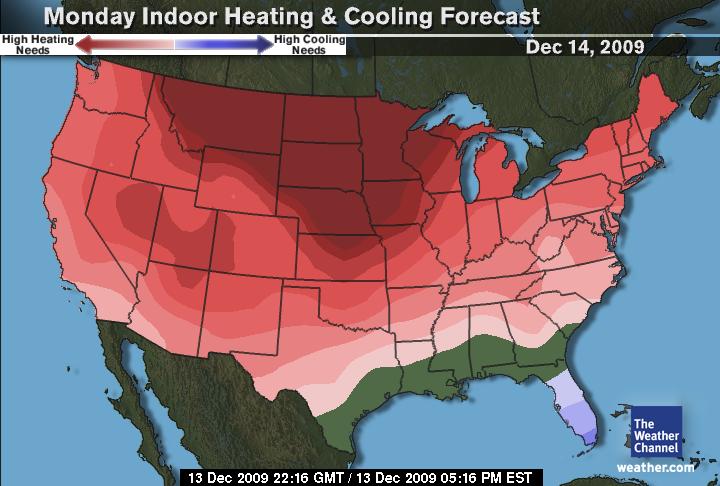 Monday Indoor Heating & Cooling Forecast
High Heating
Needs
High Cooling
Needs
Dec 14, 2009
The
Weather
Channel
weather.com
13 Dec 2009 22:16 GMT / 13 Dec 2009 05:16 PM EST